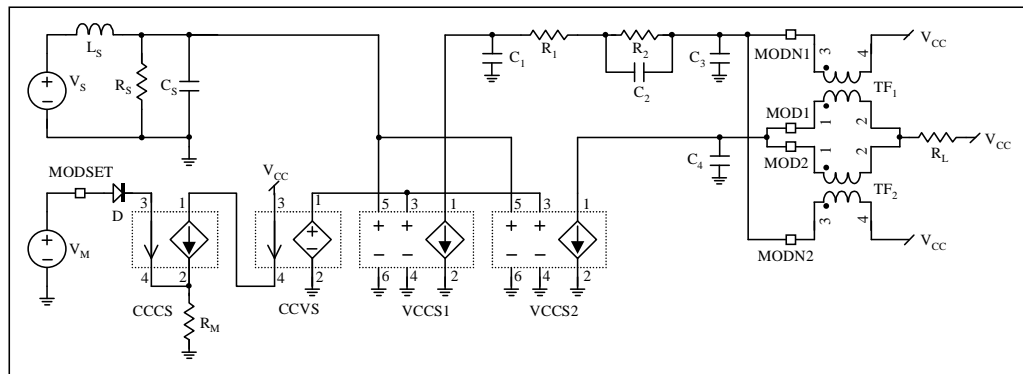 L_S
V_S
+
−
R_S
C_S
C_1
R_1
R_2
C_2
C_3
MODN1
3
4
V_CC
TF_1
MOD1
1
2
MOD2
1
2
C_4
R_L
V_CC
TF_2
3
4
MODN2
V_CC
MODSET
D
V_M
+
−
3
1
4
2
CCCS
R_M
V_CC
3
1
+
−
4
2
CCVS
5
3
1
+
+
−
−
6
4
2
VCCS1
5
3
1
+
+
−
−
6
4
2
VCCS2